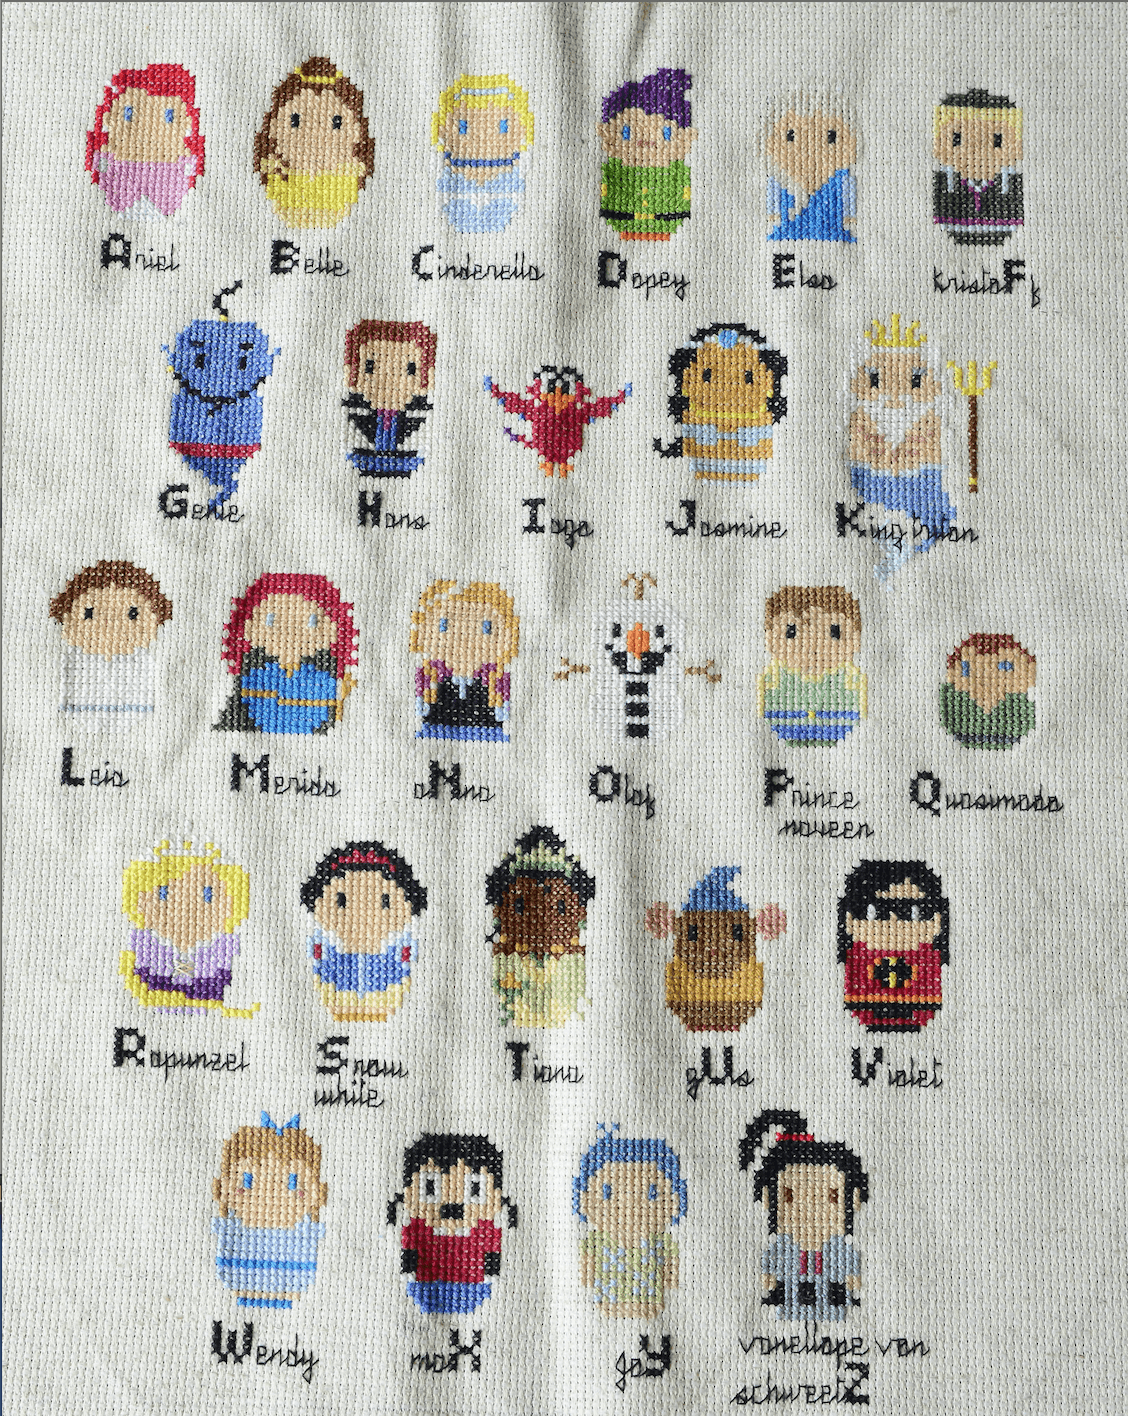 Ariel
Belle
Cinderella
Dopey
Elsa
kristoFf
Genie
Hans
Iago
Jasmine
King triton
Leia
Merida
aNna
Olaf
Prince
naveen
Quasimodo
Rapunzel
Snow
white
Tiana
gUs
Violet
Wendy
maX
joY
vanellope von
schweetZ